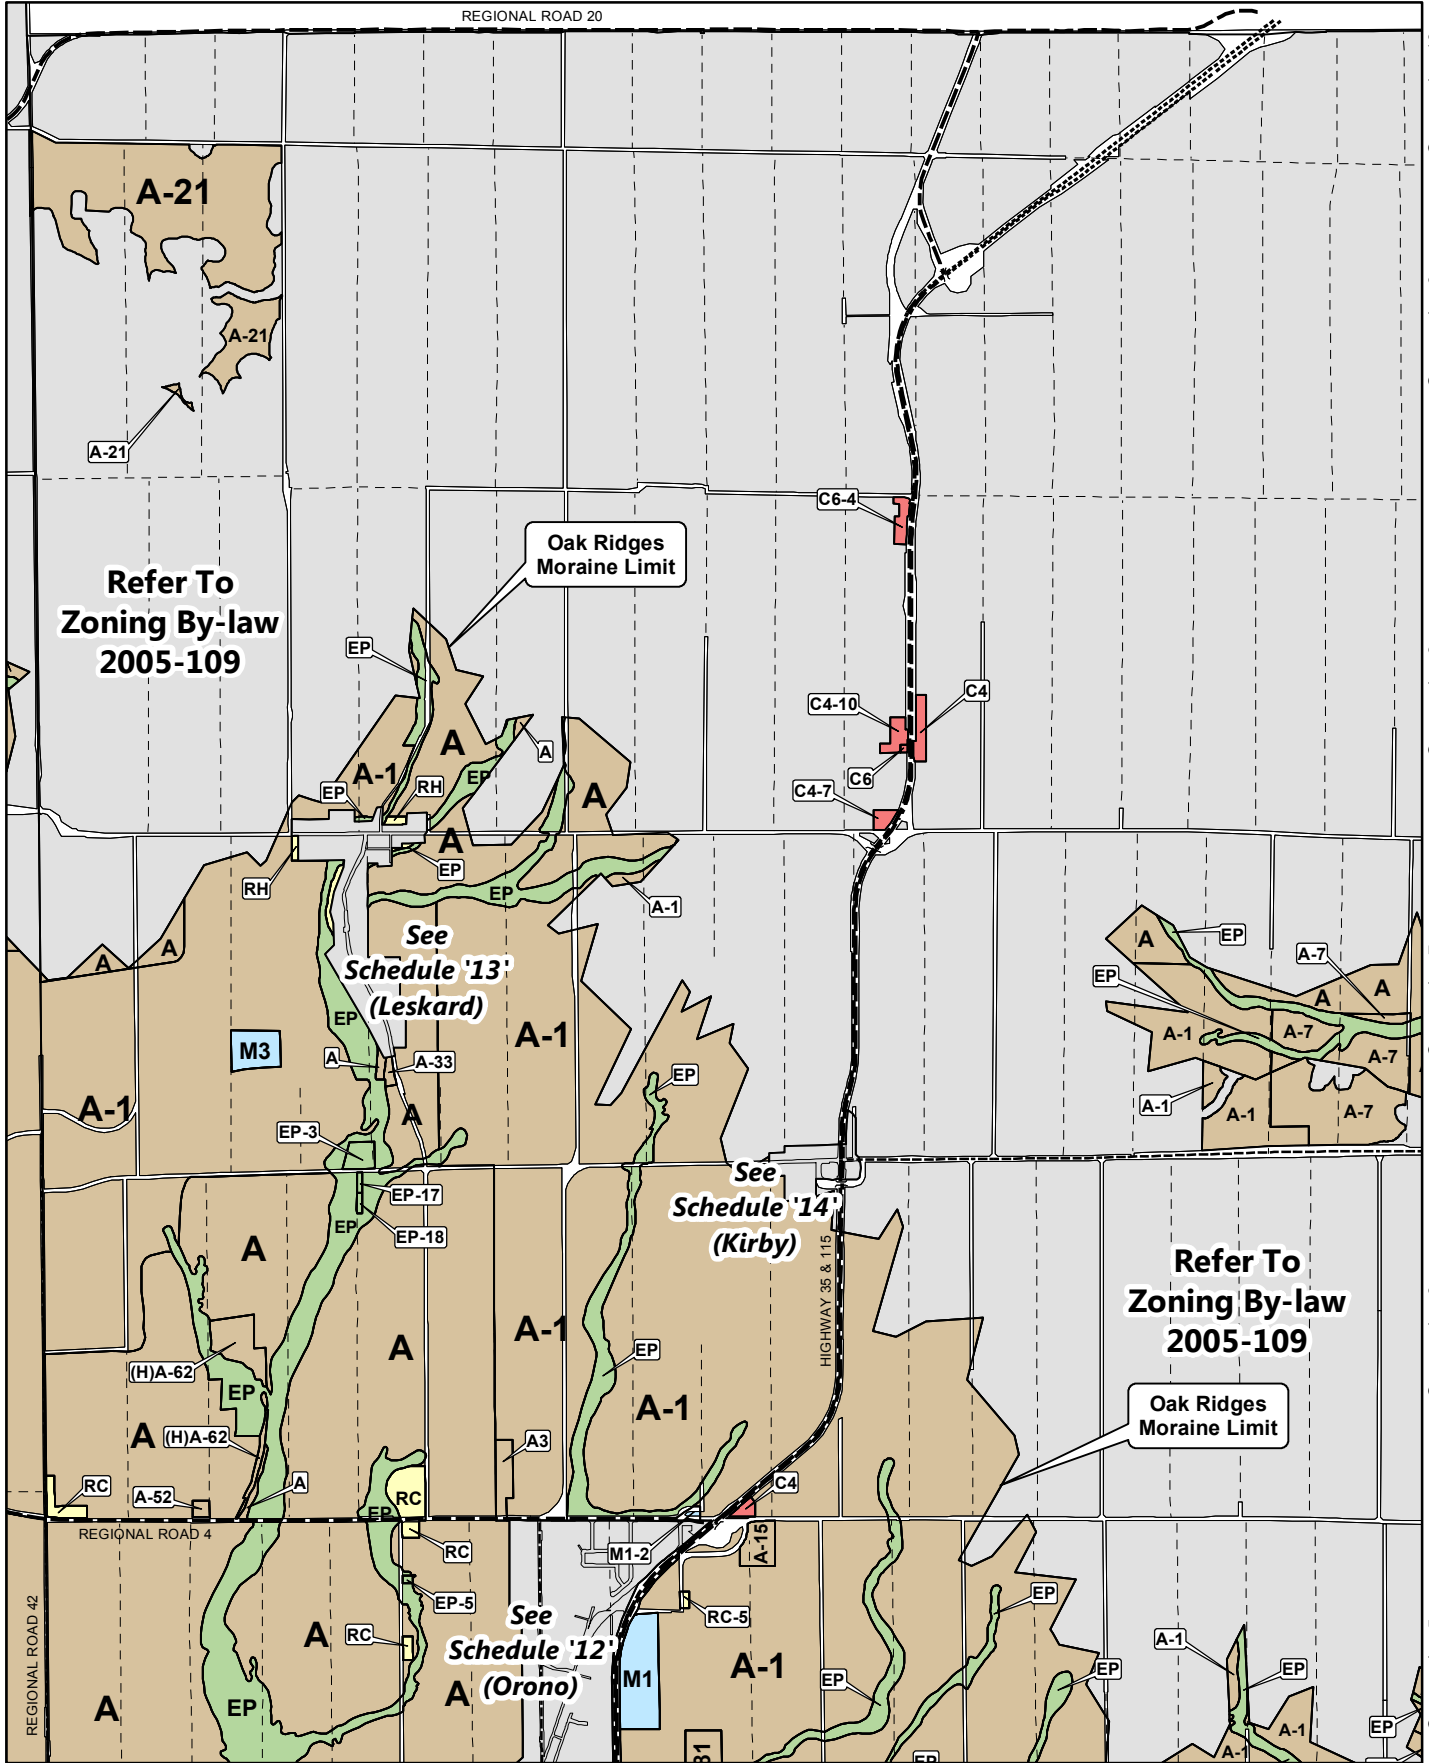 REGIONAL ROAD 20
A-21
A-21
A-21
C6-4
Oak Ridges
Moraine Limit
Refer To
Zoning By-law
2005-109
EP
C4
C4-10
A
A
EP
A-1
C6
RH
EP
C4-7
A
A
EP
RH
EP
A-1
A
EP
See
Schedule '13'
(Leskard)
A
A
A-7
EP
A
A
EP
A-1
A-7
M3
A-1
A
A-33
EP
A-7
A-1
A-1
A-7
A-1
A
EP-3
See
Schedule '14'
(Kirby)
EP-17
EP
EP-18
A
HIGHWAY 35 & 115
Refer To
Zoning By-law
2005-109
A-1
A
EP
(H)A-62
EP
A-1
Oak Ridges
Moraine Limit
A
(H)A-62
A3
RC
A-52
A
RC
C4
EP
REGIONAL ROAD 4
A-15
RC
M1-2
EP-5
EP
See
Schedule '12'
(Orono)
RC-5
A
RC
A-1
A-1
M1
EP
EP
EP
REGIONAL ROAD 42
A
EP
A
A-1
EP
A-1
31
EP